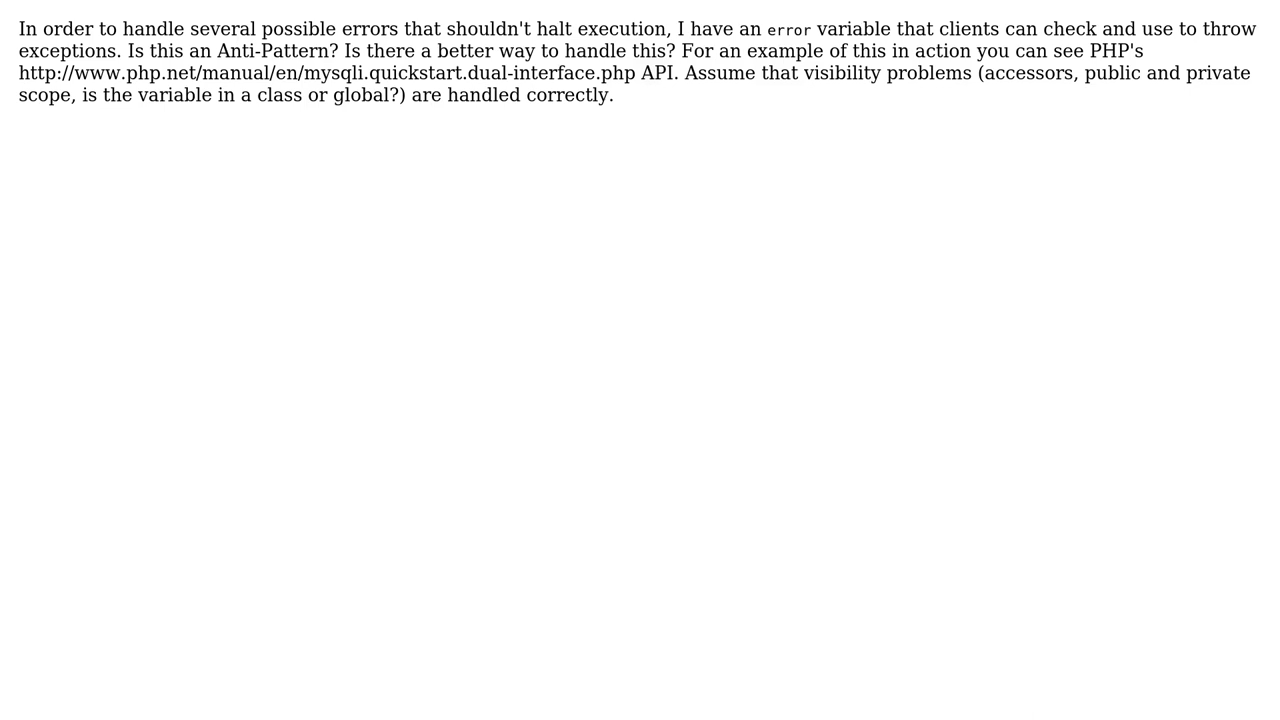 In order to handle several possible errors that shouldn't halt execution, I have an error variable that clients can check and use to throw
exceptions. Is this an Anti-Pattern? Is there a better way to handle this? For an example of this in action you can see PHP's
http://www.php.net/manual/en/mysqli.quickstart.dual-interface.php API. Assume that visibility problems (accessors, public and private
scope, is the variable in a class or global?) are handled correctly.